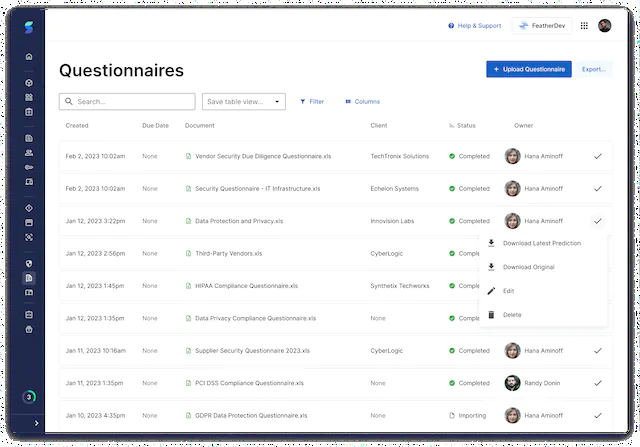 Help & Support FeatherDev
Questionnaires
+ Upload Questionnaire Export...
Search... Save table view... Filter Columns
Created Due Date Document Client Status Owner
Feb 2, 2023 10:02am None Vendor Security Due Diligence Questionnaire.xls TechTronix Solutions Completed Hana Aminoff
Feb 2, 2023 10:02am None Security Questionnaire - IT Infrastructure.xls Echelon Systems Completed Hana Aminoff
Jan 12, 2023 3:22pm None Data Protection and Privacy.xls Innovision Labs Completed Hana Aminoff
Download Latest Prediction
Jan 12, 2023 2:56pm None Third-Party Vendors.xls CyberLogic Comple
Download Original
Jan 12, 2023 1:45pm None HIPAA Compliance Questionnaire.xls Synthetix Techworks Comple
Edit
Jan 12, 2023 1:35pm None Data Privacy Compliance Questionnaire.xls None Comple
Delete
Jan 11, 2023 10:16am None Supplier Security Questionnaire 2023.xls CyberLogic Completed Hana Aminoff
Jan 11, 2023 1:35pm None PCI DSS Compliance Questionnaire.xls None Completed Randy Donin
Jan 10, 2023 4:35pm None GDPR Data Protection Questionnaire.xls None Importing Hana Aminoff
3